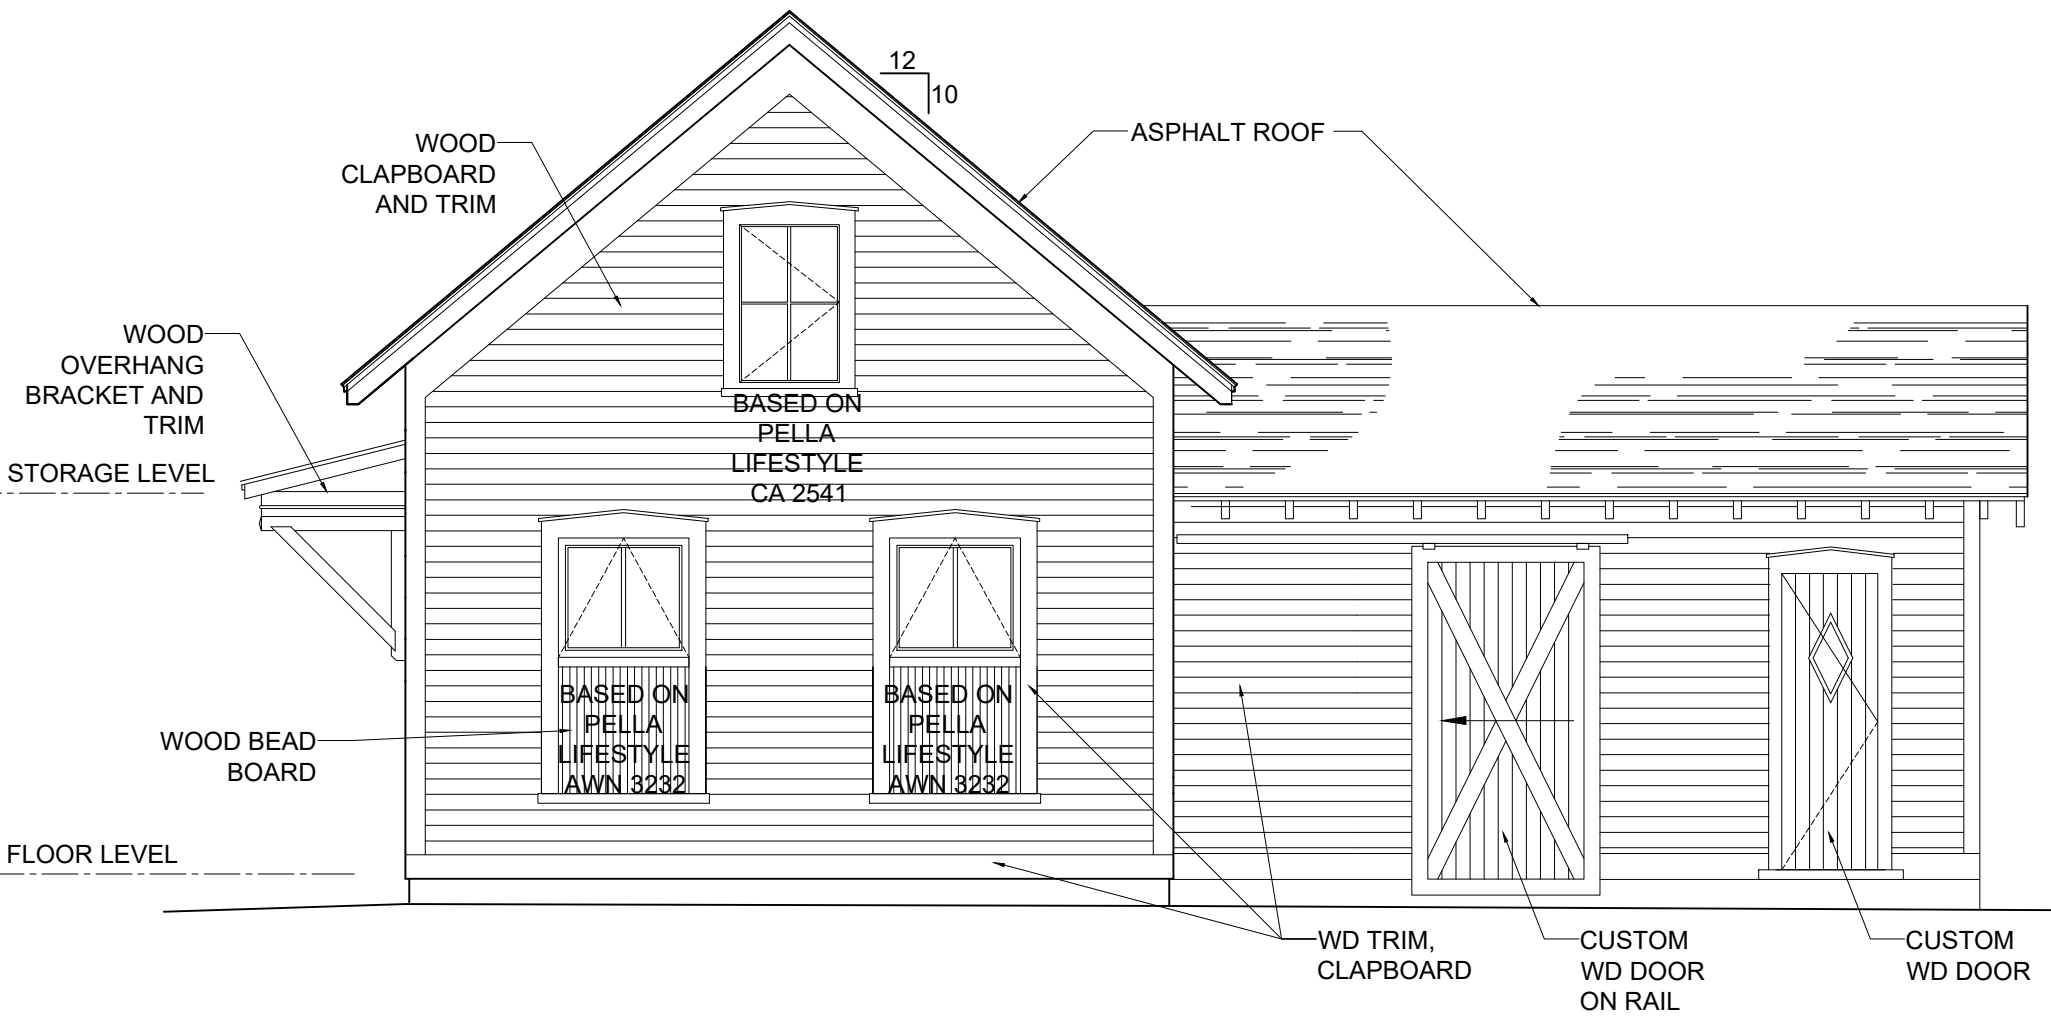 12
10
ASPHALT ROOF
WOOD
CLAPBOARD
AND TRIM
WOOD
OVERHANG
BRACKET AND
TRIM
STORAGE LEVEL
BASED ON
PELLA
LIFESTYLE
CA 2541
BASED ON
PELLA
LIFESTYLE
AWN 3232
BASED ON
PELLA
LIFESTYLE
AWN 3232
WOOD BEAD
BOARD
FLOOR LEVEL
WD TRIM,
CLAPBOARD
CUSTOM
WD DOOR
ON RAIL
CUSTOM
WD DOOR